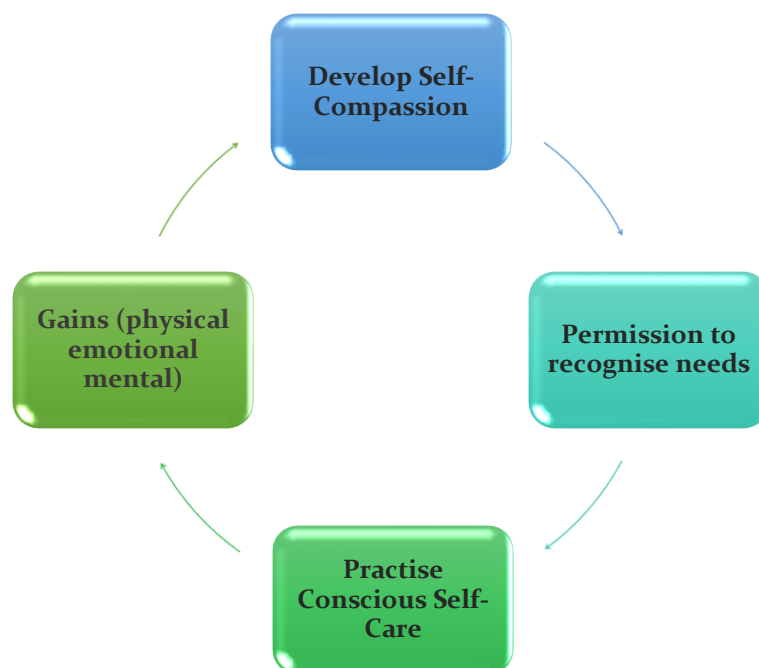 Develop Self-
Compassion
Permission to
recognise needs
Practise
Conscious Self-
Care
Gains (physical
emotional
mental)